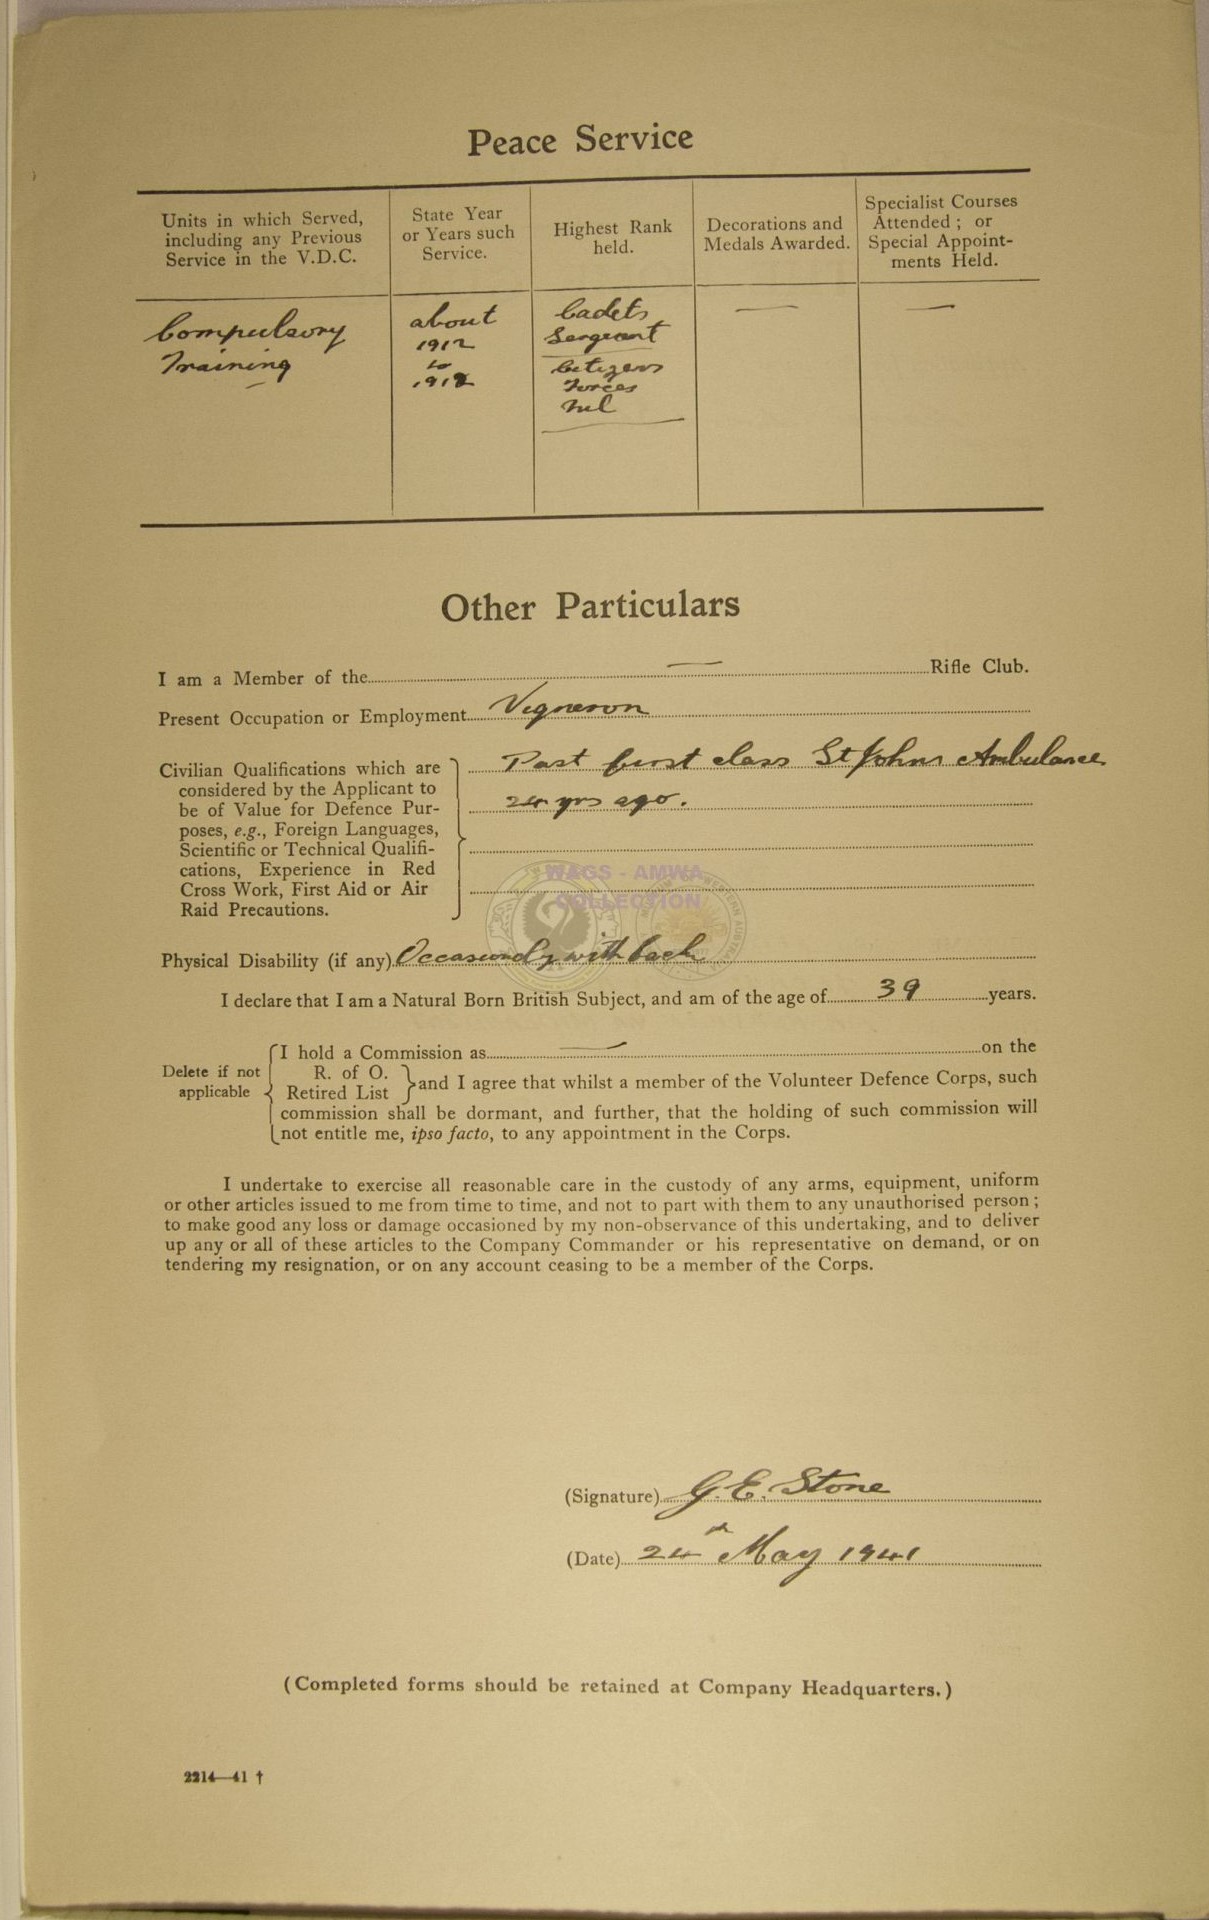 Peace Service
Units in which Served,
including any Previous
Service in the V.D.C.
State Year
or Years such
Service.
Highest Rank
held.
Decorations and
Medals Awarded.
Specialist Courses
Attended ; or
Special Appoint-
ments Held.
Compulsory
Training
about
1912
to
1918
Cadets
Sergeant
Citizens
Forces
nil
—
—
Other Particulars
I am a Member of the — Rifle Club.
Present Occupation or Employment Vigneron
Civilian Qualifications which are
considered by the Applicant to
be of Value for Defence Pur-
poses, e.g., Foreign Languages,
Scientific or Technical Qualifi-
cations, Experience in Red
Cross Work, First Aid or Air
Raid Precautions.
Past first class St Johns Ambulance
24 yrs ago.
WAGS - AMWA
COLLECTION
Physical Disability (if any) Occasionaly with back
I declare that I am a Natural Born British Subject, and am of the age of 39 years.
Delete if not
applicable
I hold a Commission as — on the
R. of O.
Retired List
and I agree that whilst a member of the Volunteer Defence Corps, such
commission shall be dormant, and further, that the holding of such commission will
not entitle me, ipso facto, to any appointment in the Corps.
I undertake to exercise all reasonable care in the custody of any arms, equipment, uniform
or other articles issued to me from time to time, and not to part with them to any unauthorised person ;
to make good any loss or damage occasioned by my non-observance of this undertaking, and to deliver
up any or all of these articles to the Company Commander or his representative on demand, or on
tendering my resignation, or on any account ceasing to be a member of the Corps.
(Signature) G. E. Stone
(Date) 24th May 1941
(Completed forms should be retained at Company Headquarters.)
2214—41 †